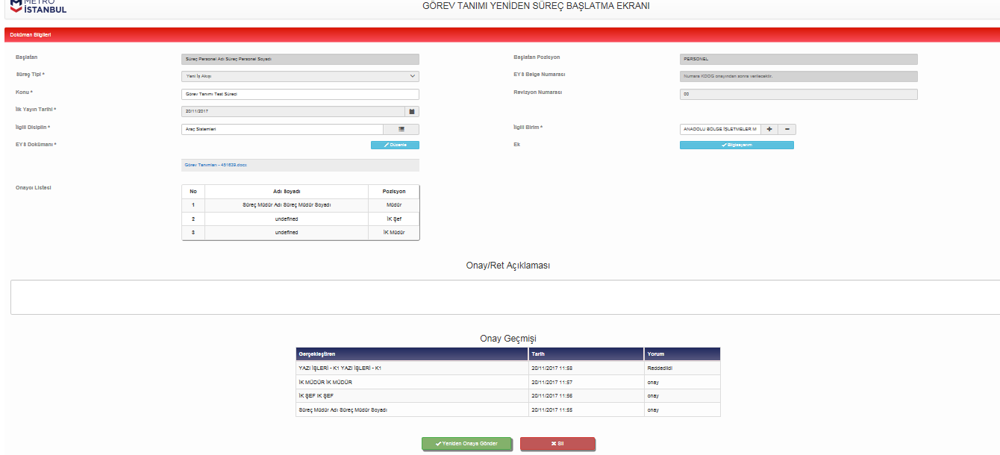 METRO
İSTANBUL
GÖREV TANIMI YENİDEN SÜREÇ BAŞLATMA EKRANI
Doküman Bilgileri
Başlatan
Süreç Personel Adı Süreç Personel Soyadı
Başlatan Pozisyon
PERSONEL
Süreç Tipi *
Yeni İş Akışı
EYS Belge Numarası
Numara KDDG onayından sonra verilecektir.
Konu *
Görev Tanımı Test Süreci
Revizyon Numarası
00
İlk Yayın Tarihi *
20/11/2017
İlgili Disiplin *
Araç Sistemleri
İlgili Birim *
ANADOLU BÖLGE İŞLETMELER M
EYS Dokümanı *
Düzenle
Ek
Bilgisayarım
Görev Tanımları - 451639.docx
Onaycı Listesi
No Adı Soyadı Pozisyon
1 Süreç Müdür Adı Süreç Müdür Soyadı Müdür
2 undefined İK Şef
3 undefined İK Müdür
Onay/Ret Açıklaması
Onay Geçmişi
Gerçekleştiren Tarih Yorum
YAZI İŞLERİ - K1 YAZI İŞLERİ - K1 20/11/2017 11:58 Reddedildi
İK MÜDÜR İK MÜDÜR 20/11/2017 11:57 onay
İK ŞEF IK ŞEF 20/11/2017 11:56 onay
Süreç Müdür Adı Süreç Müdür Soyadı 20/11/2017 11:55 onay
Yeniden Onaya Gönder
Sil